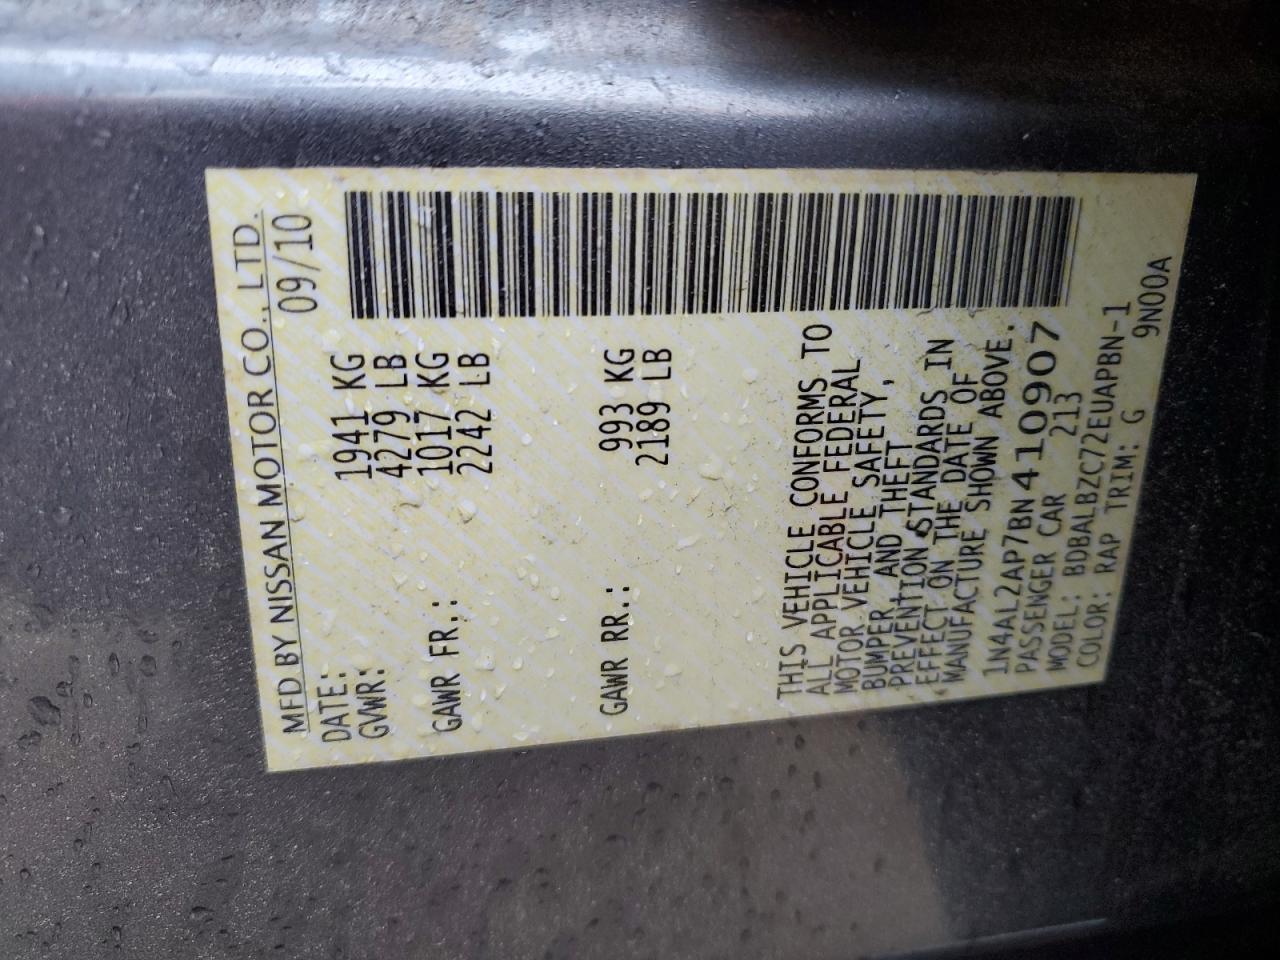 MFD BY NISSAN MOTOR CO., LTD.
DATE: 09/10
GVWR: 1941 KG
4279 LB
GAWR FR.: 1017 KG
2242 LB
GAWR RR.: 993 KG
2189 LB
THIS VEHICLE CONFORMS TO
ALL APPLICABLE FEDERAL
MOTOR VEHICLE SAFETY,
BUMPER, AND THEFT
PREVENTION STANDARDS IN
EFFECT ON THE DATE OF
MANUFACTURE SHOWN ABOVE.
1N4AL2AP7BN410907
PASSENGER CAR 213
MODEL: BDBALBZC72EUAPBN-1
COLOR: RAP TRIM: G 9N00A